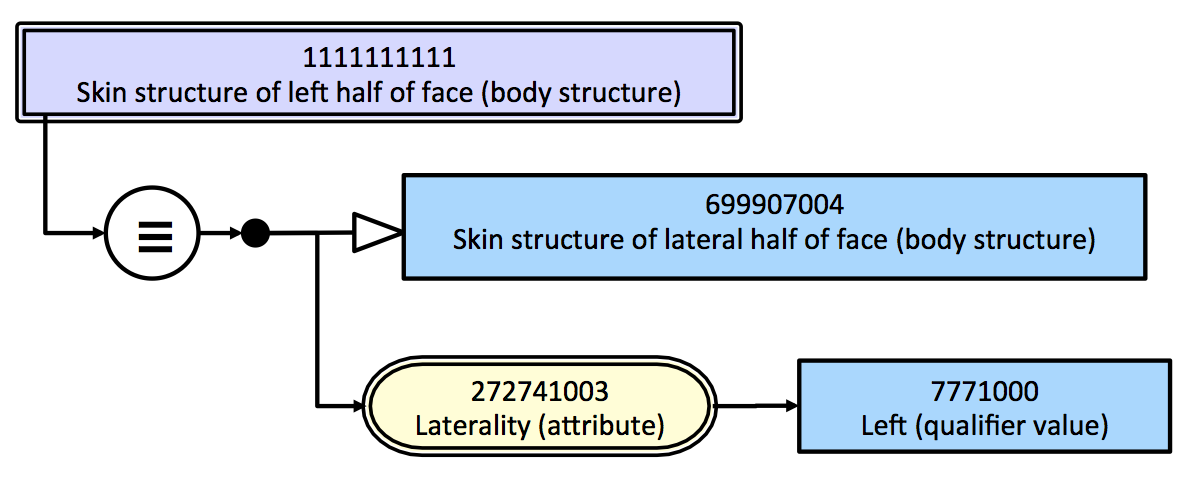 1111111111
Skin structure of left half of face (body structure)
699907004
Skin structure of lateral half of face (body structure)
272741003
Laterality (attribute)
7771000
Left (qualifier value)